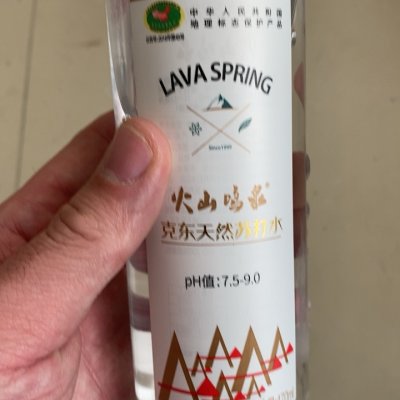 中华人民共和国
地理标志保护产品
LAVA SPRING
Since1995
火山鸣泉
克东天然苏打水
pH值:7.5-9.0